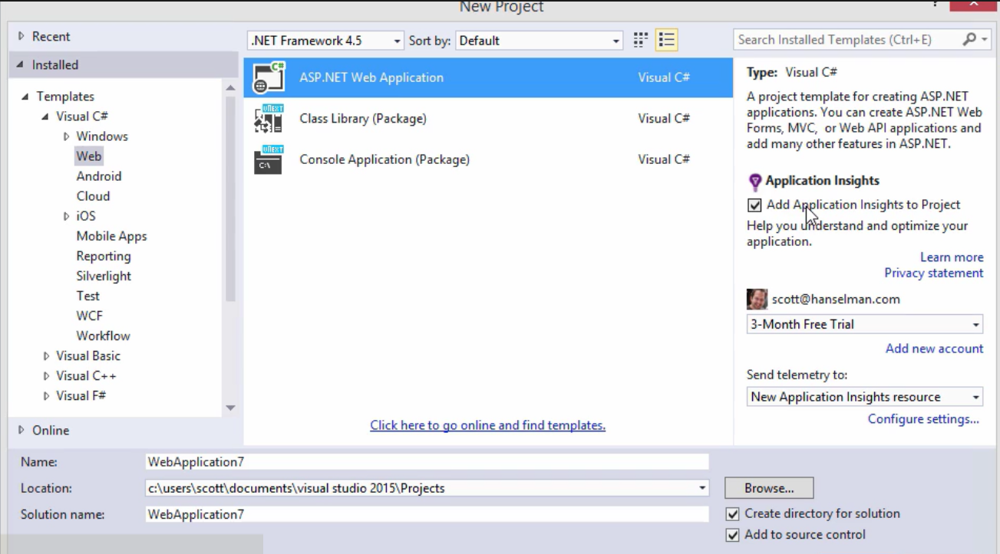 New Project
?
Recent
.NET Framework 4.5
Sort by:
Default
Search Installed Templates (Ctrl+E)
Installed
Templates
Visual C#
Windows
Web
Android
Cloud
iOS
Mobile Apps
Reporting
Silverlight
Test
WCF
Workflow
Visual Basic
Visual C++
Visual F#
Online
C#
ASP.NET Web Application
Visual C#
VNEXT
Class Library (Package)
Visual C#
VNEXT
C:\
Console Application (Package)
Visual C#
Click here to go online and find templates.
Type: Visual C#
A project template for creating ASP.NET
applications. You can create ASP.NET Web
Forms, MVC, or Web API applications and
add many other features in ASP.NET.
Application Insights
Add Application Insights to Project
Help you understand and optimize your
application.
Learn more
Privacy statement
scott@hanselman.com
3-Month Free Trial
Add new account
Send telemetry to:
New Application Insights resource
Configure settings...
Name:
WebApplication7
Location:
c:\users\scott\documents\visual studio 2015\Projects
Browse...
Solution name:
WebApplication7
Create directory for solution
Add to source control